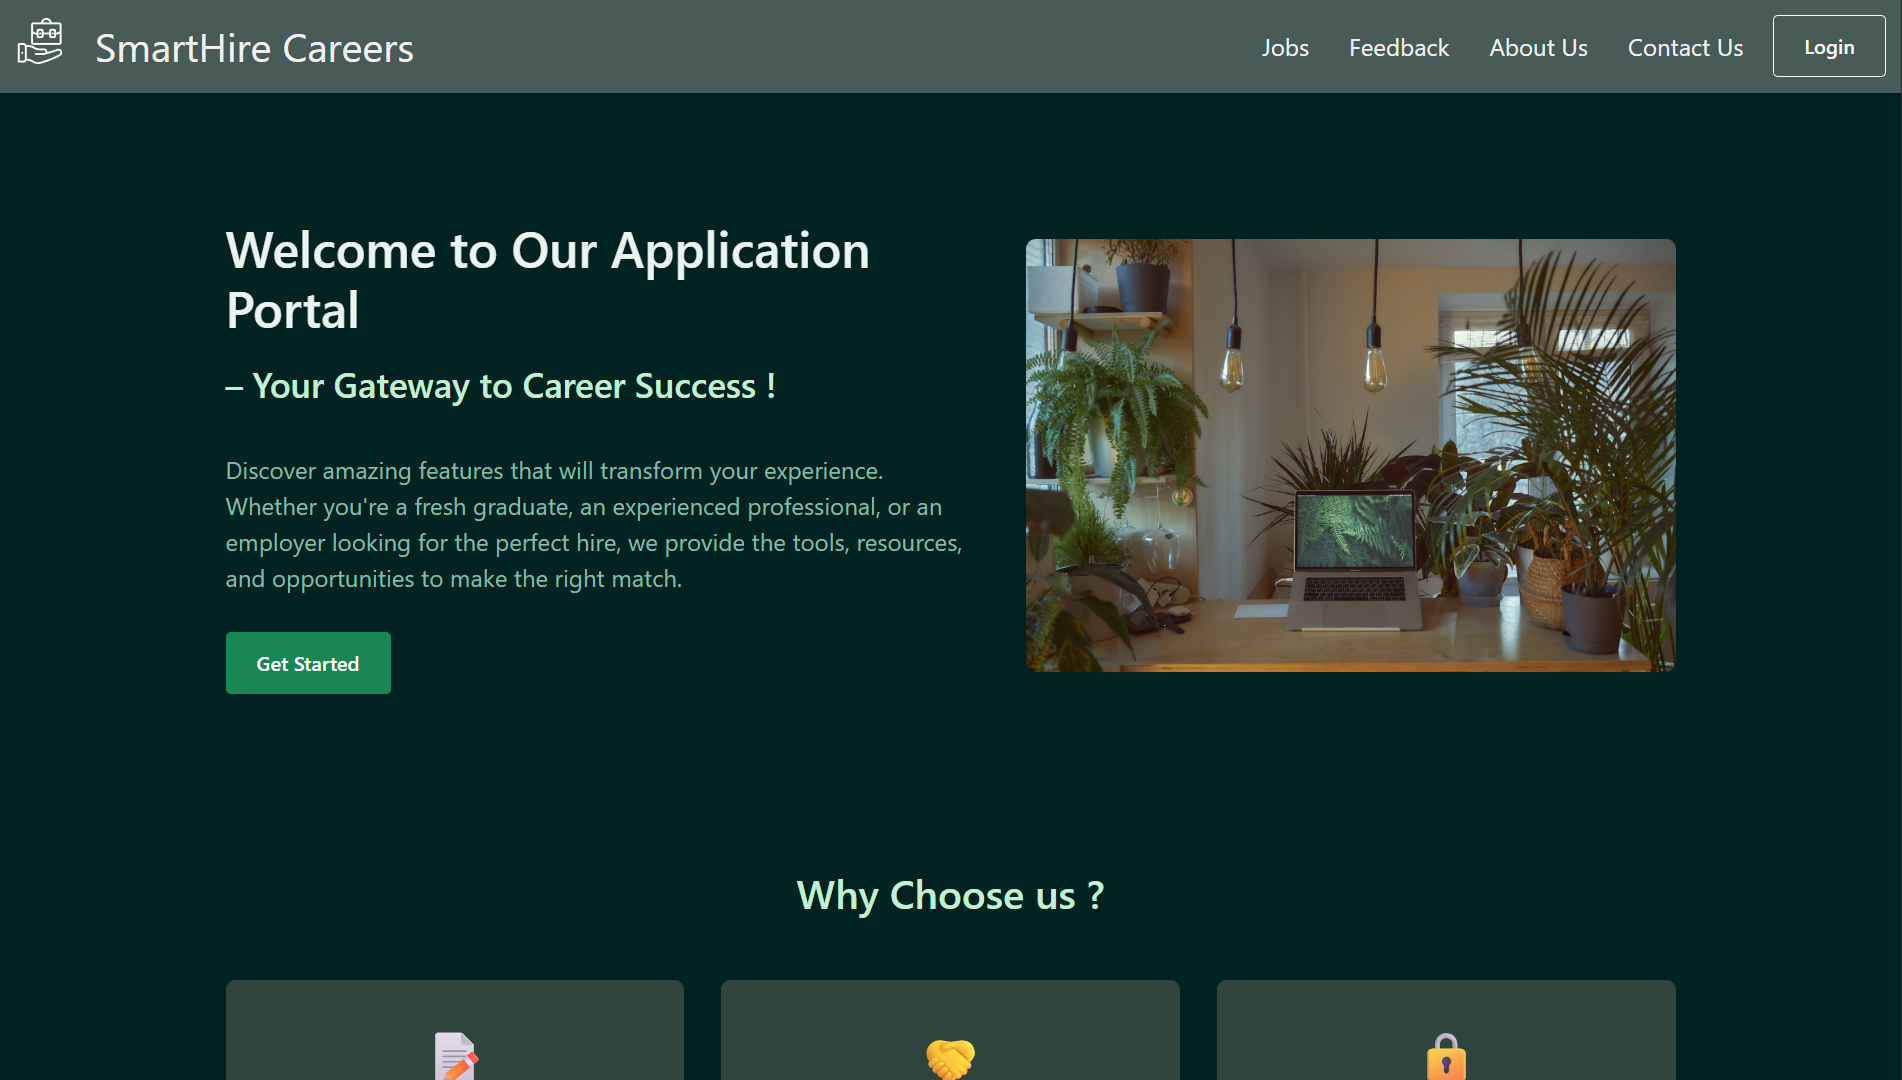 SmartHire Careers
Jobs
Feedback
About Us
Contact Us
Login
Welcome to Our Application
Portal
– Your Gateway to Career Success !
Discover amazing features that will transform your experience.
Whether you're a fresh graduate, an experienced professional, or an
employer looking for the perfect hire, we provide the tools, resources,
and opportunities to make the right match.
Get Started
Why Choose us ?